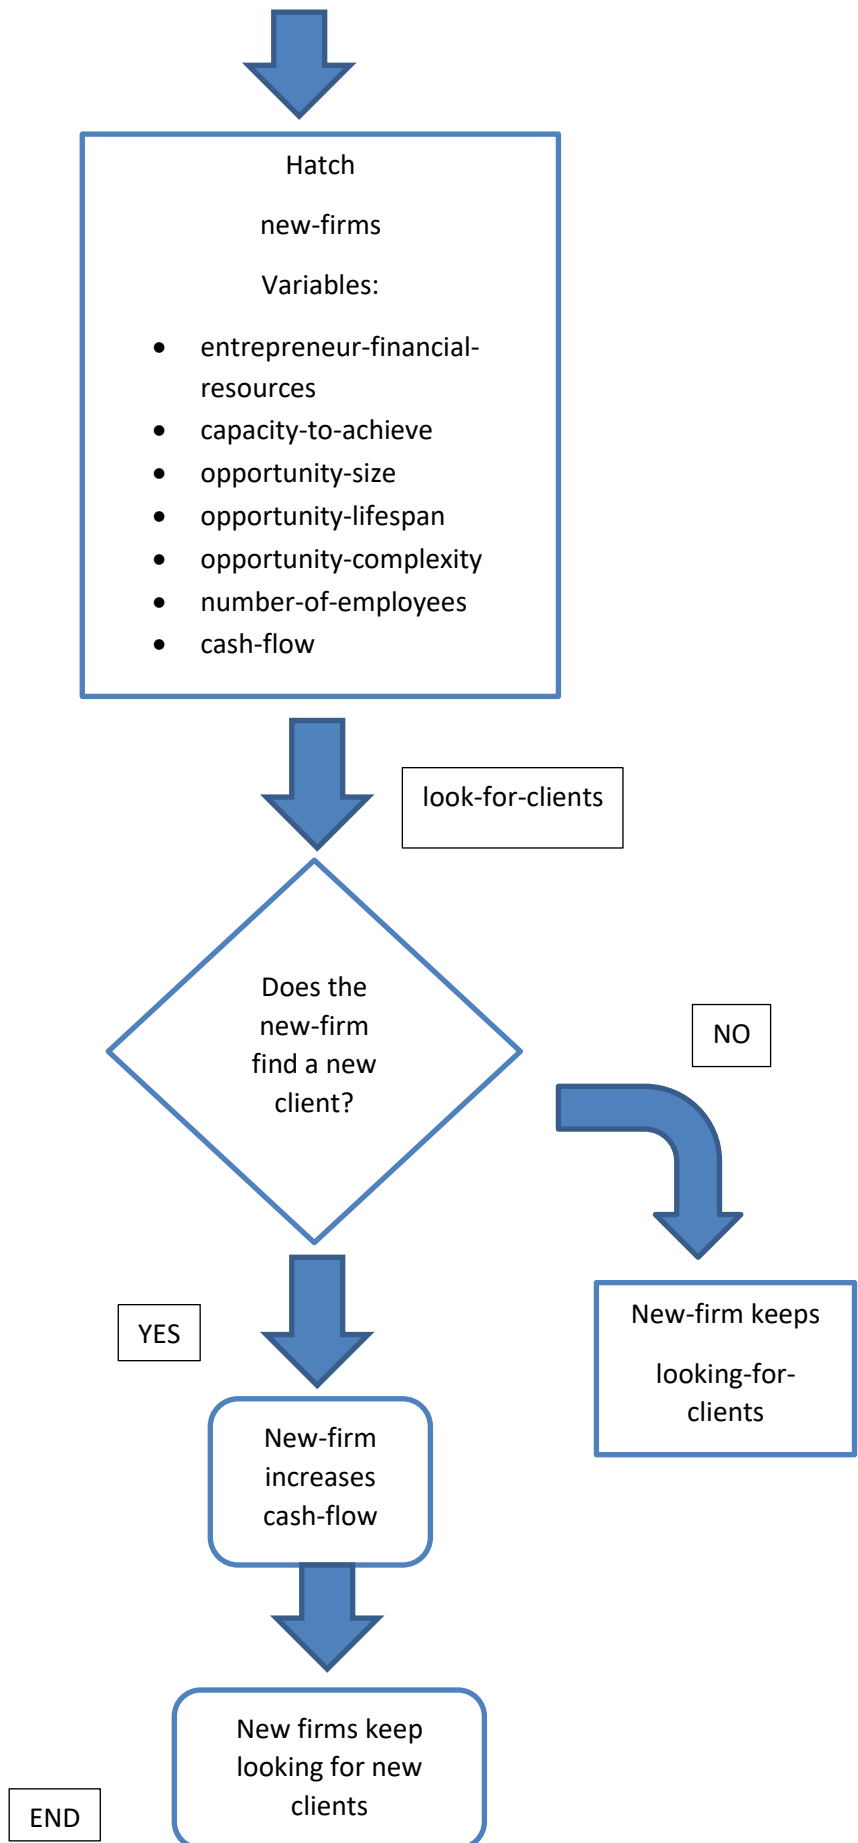 Hatch
new-firms
Variables:
• entrepreneur-financial-
resources
• capacity-to-achieve
• opportunity-size
• opportunity-lifespan
• opportunity-complexity
• number-of-employees
• cash-flow
look-for-clients
Does the
new-firm
find a new
client?
NO
YES
New-firm keeps
looking-for-
clients
New-firm
increases
cash-flow
New firms keep
looking for new
clients
END